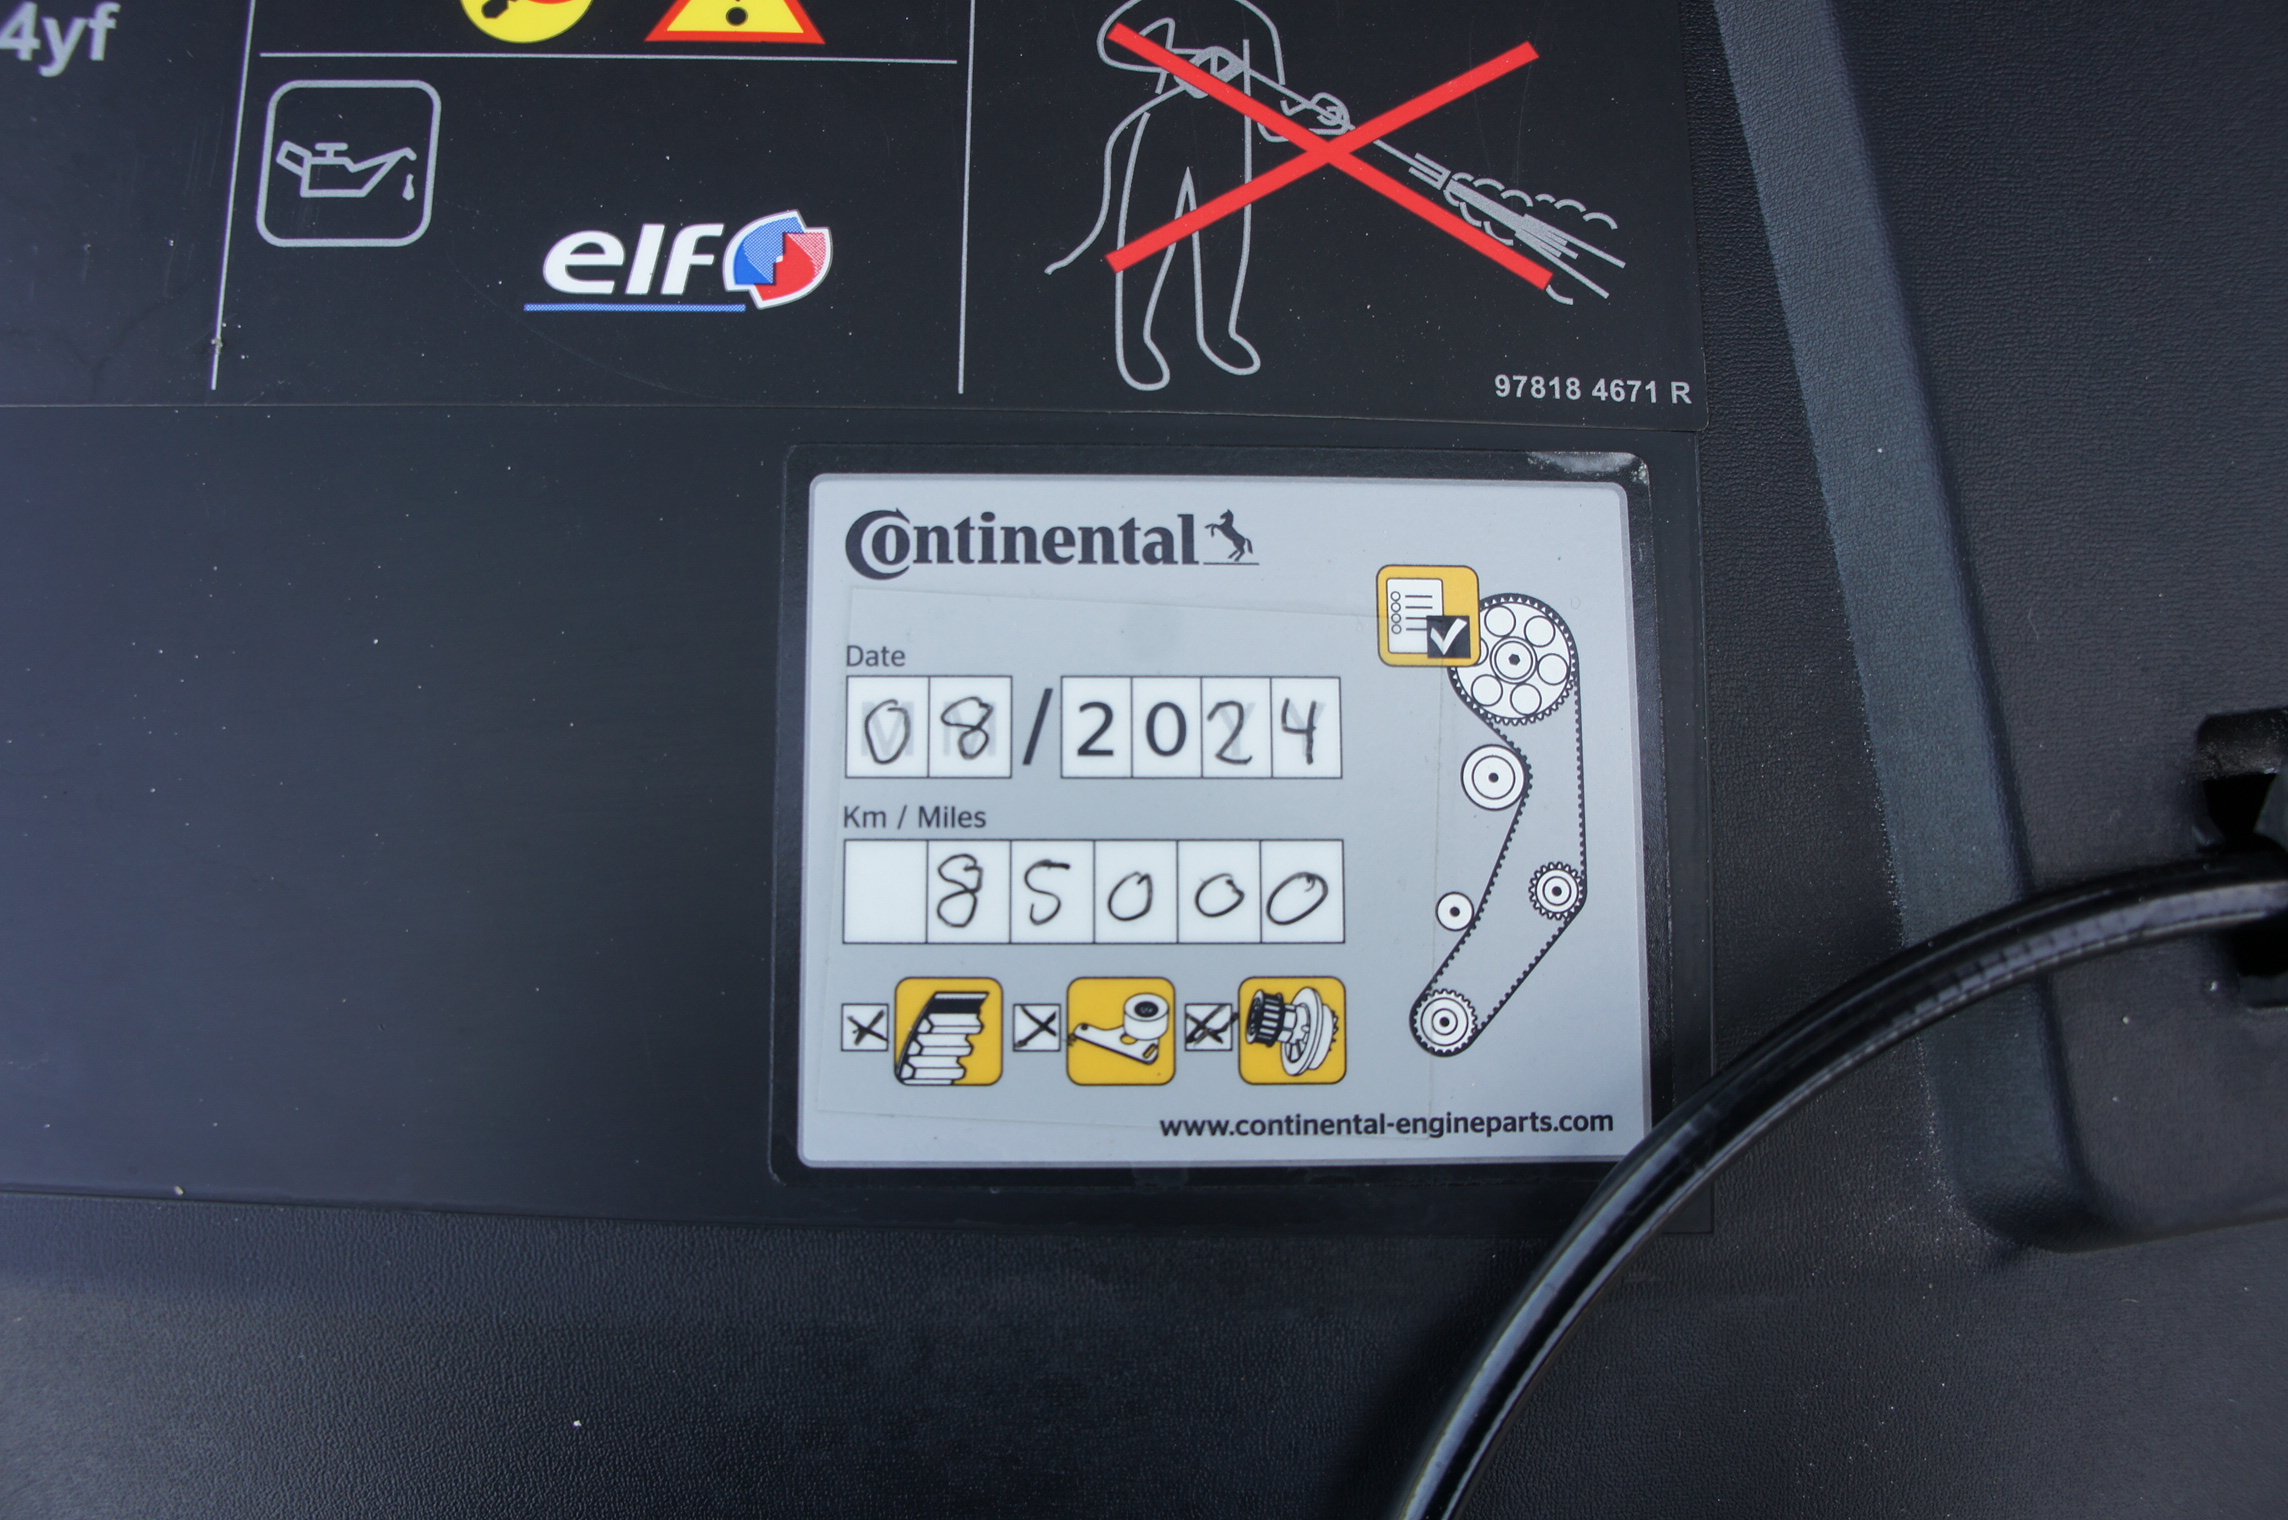 4yf
elf
97818 4671 R
Continental
Date
08/2024
Km / Miles
85000
www.continental-engineparts.com